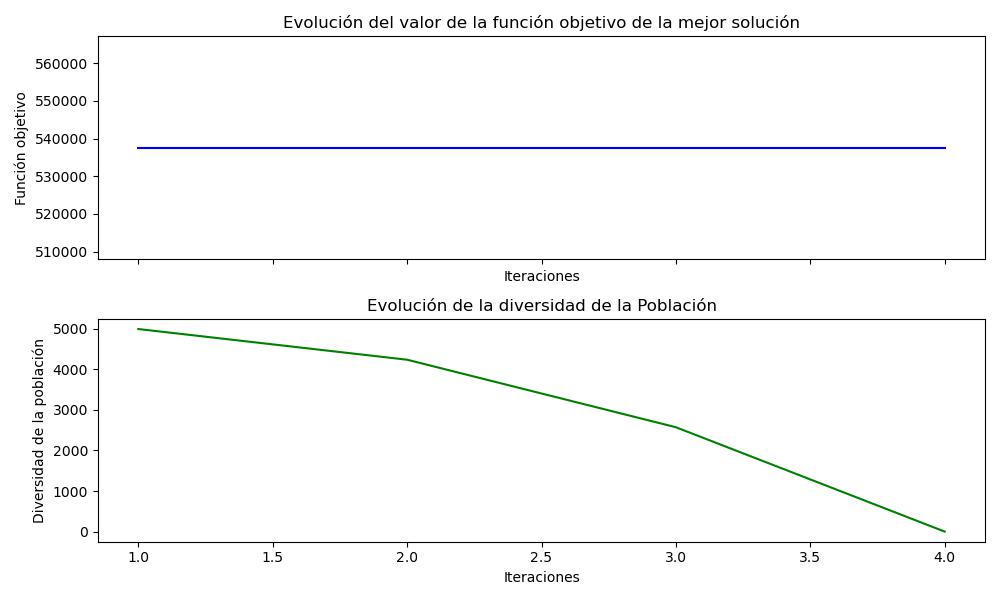 Evolución del valor de la función objetivo de la mejor solución
Función objetivo
560000
550000
540000
530000
520000
510000
Iteraciones
Evolución de la diversidad de la Población
Diversidad de la población
5000
4000
3000
2000
1000
0
1.0 1.5 2.0 2.5 3.0 3.5 4.0
Iteraciones